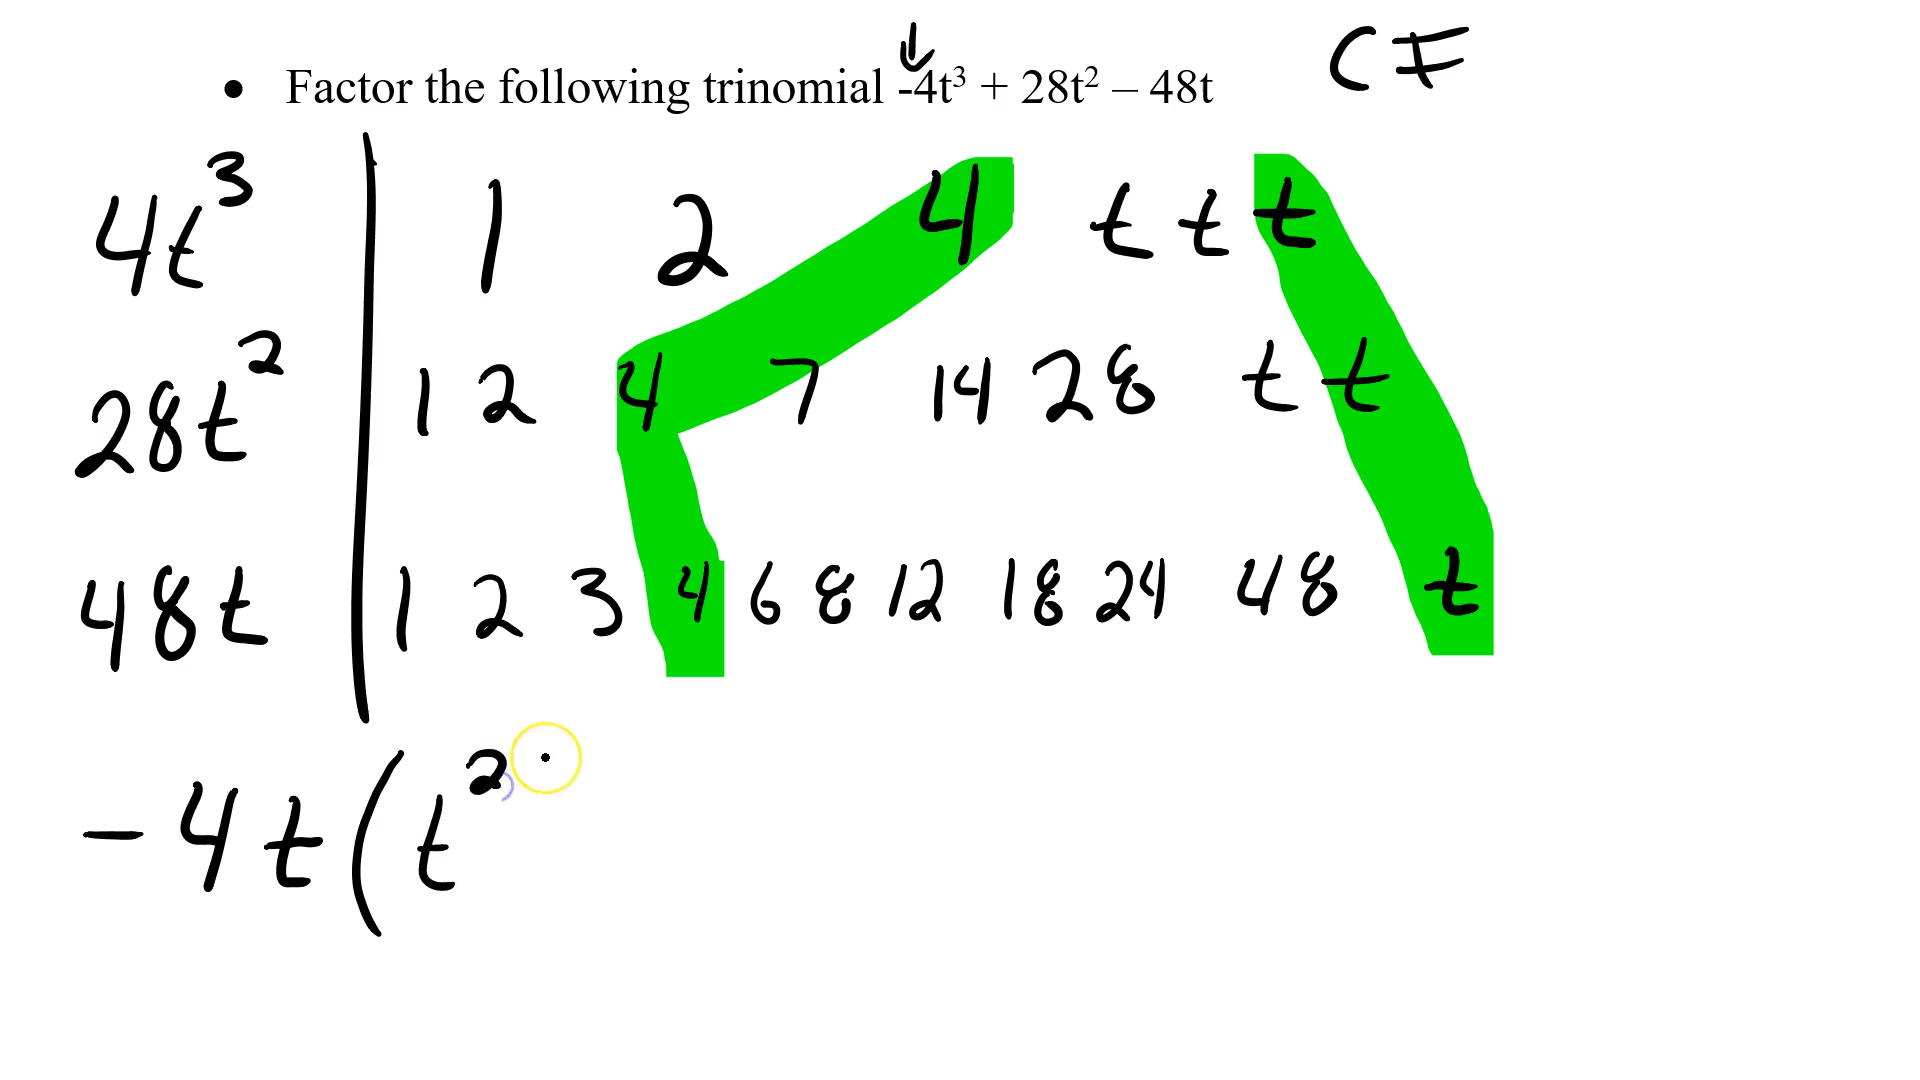 • Factor the following trinomial -4t³ + 28t² – 48t
CF
4t³ 1 2 4 t t t
28t² 1 2 4 7 14 28 t t
48t 1 2 3 4 6 8 12 18 24 48 t
- 4t(t²